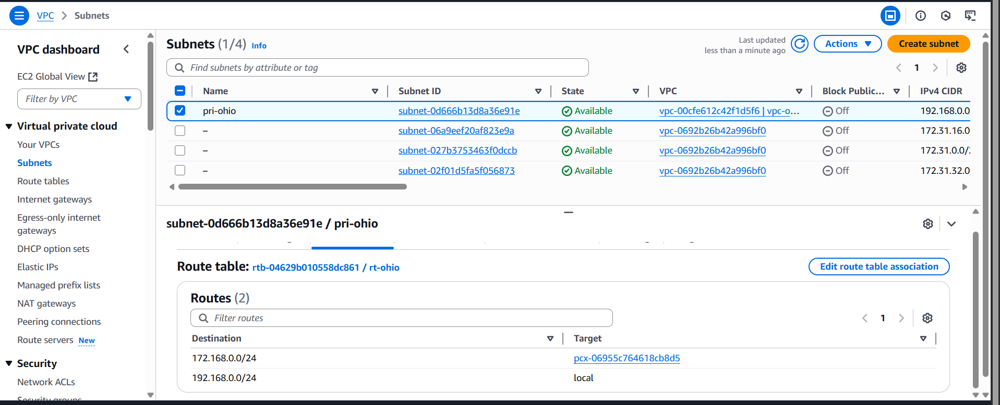 VPC > Subnets
VPC dashboard
EC2 Global View
Filter by VPC
Virtual private cloud
Your VPCs
Subnets
Route tables
Internet gateways
Egress-only internet
gateways
DHCP option sets
Elastic IPs
Managed prefix lists
NAT gateways
Peering connections
Route servers New
Security
Network ACLs
Security groups
Subnets (1/4) Info
Last updated
less than a minute ago
Actions
Create subnet
Find subnets by attribute or tag
1
Name Subnet ID State VPC Block Public... IPv4 CIDR
pri-ohio subnet-0d666b13d8a36e91e Available vpc-00cfe612c42f1d5f6 | vpc-o... Off 192.168.0.0
– subnet-06a9eef20af823e9a Available vpc-0692b26b42a996bf0 Off 172.31.16.0
– subnet-027b3753463f0dccb Available vpc-0692b26b42a996bf0 Off 172.31.0.0/
– subnet-02f01d5fa5f056873 Available vpc-0692b26b42a996bf0 Off 172.31.32.0
subnet-0d666b13d8a36e91e / pri-ohio
Route table: rtb-04629b010558dc861 / rt-ohio
Edit route table association
Routes (2)
Filter routes
1
Destination Target
172.168.0.0/24 pcx-06955c764618cb8d5
192.168.0.0/24 local